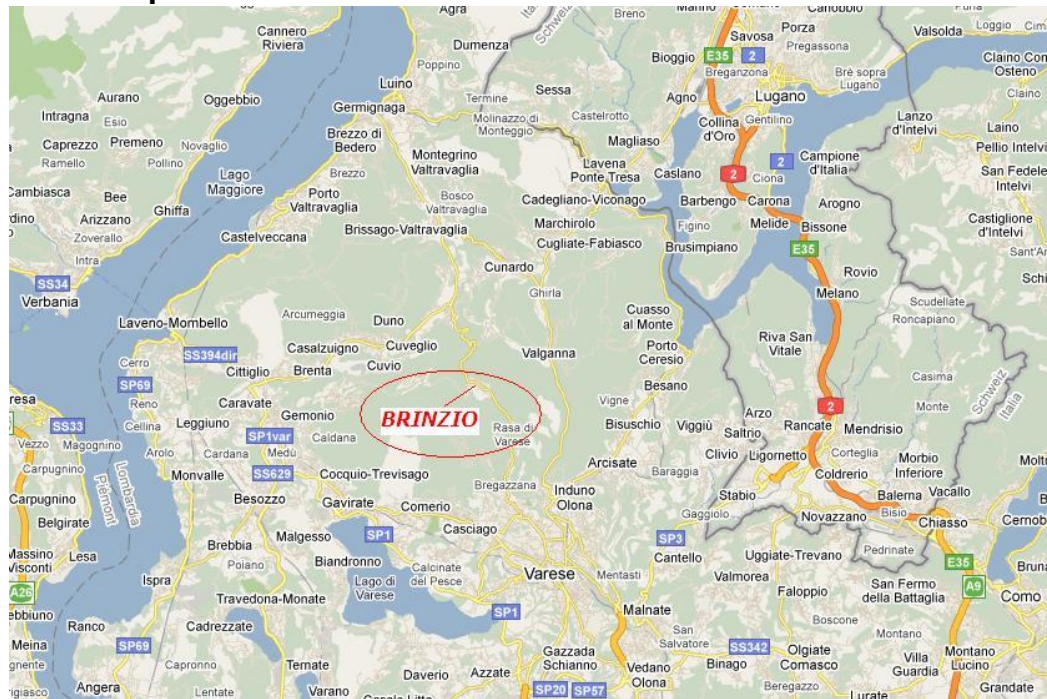 Cannero
Riviera
Agra
Ita
Schweiz
Breno
Canobbio
Dumenza
Savosa
Porza
Pregassona
Valsolda
Loggio
Poppino
Bioggio
E35
2
Breganzona
Brè sopra
Lugano
Claino Con
Osteno
Claino
Aurano
Oggebbio
Luino
Termine
Sessa
Agno
Lugano
Intragna
Esio
Germignaga
Molinazzo di
Monteggio
Castelrotto
Collina
d'Oro
Gentilino
Lanzo
d'Intelvi
Laino
Caprezzo
Premeno
Novaglio
Brezzo di
Bedero
Magliaso
Pellio Intelvi
Ramello
Pollino
Montegrino
Valtravaglia
Lavena
Ponte Tresa
Caslano
2
2
Ciona
Campione
d'Italia
San Fedele
Intelvi
Cambiasca
Bee
Lago
Maggiore
Brezzo
Porto
Valtravaglia
Bosco
Valtravaglia
Cadegliano-Viconago
Barbengo
Carona
Arogno
Arizzano
Ghiffa
Marchirolo
Figino
Melide
Bissone
Castiglione
d'Intelvi
Zoverallo
Castelveccana
Brissago-Valtravaglia
Cugliate-Fabiasco
Brusimpiano
E35
Intra
Cunardo
Rovio
SS34
Ghirla
Melano
Verbania
Scudellate
Roncapiano
Laveno-Mombello
Arcumeggia
Duno
Cuasso
al Monte
Riva San
Vitale
Cerro
SS394dir
Casalzuigno
Cuveglio
Valganna
Porto
Ceresio
Schweiz
Italia
SP69
Cittiglio
Brenta
Cuvio
Besano
Casima
Reno
Caravate
Vigne
Monte
SS33
Cellina
Leggiuno
Gemonio
BRINZIO
Rasa di
Varese
Bisuschio
Viggiù
Arzo
2
Vezzo
Magognino
SP1var
Caldana
Saltrio
Rancate
Mendrisio
Carpugnino
Arolo
Cardana
Medù
Arcisate
Clivio
Ligornetto
Corteglia
Lombardia
Piemont
Monvalle
SS629
Cocquio-Trevisago
Baraggia
Coldrerio
Morbio
Inferiore
Carpugnino
Besozzo
Gavirate
Comerio
Bregazzana
Induno
Olona
Stabio
Balerna
Vacallo
Belgirate
Gaggiolo
Novazzano
Bisio
Chiasso
Malgesso
SP1
Casciago
SP3
Cantello
Pedrinate
Massino
Visconti
Lesa
Brebbia
Biandronno
Calcinate
del Pesce
Uggiate-Trevano
E35
Poiano
Varese
Mentasti
Valmorea
San Fermo
della Battaglia
A9
A26
Ispra
Lago di
Varese
Faloppio
Como
Travedona-Monate
SP1
Malnate
Boscone
Ranco
Cadrezzate
San
Salvatore
Montano
Meina
SP69
SS342
Olgiate
Comasco
Capronno
Ternate
Gazzada
Schianno
Binago
Villa
Guardia
Montano
Lucino
Angera
Daverio
Azzate
Vedano
Olona
Grandate
Lentate
Varano
SP20
SP57
Beregazzo
Lurate